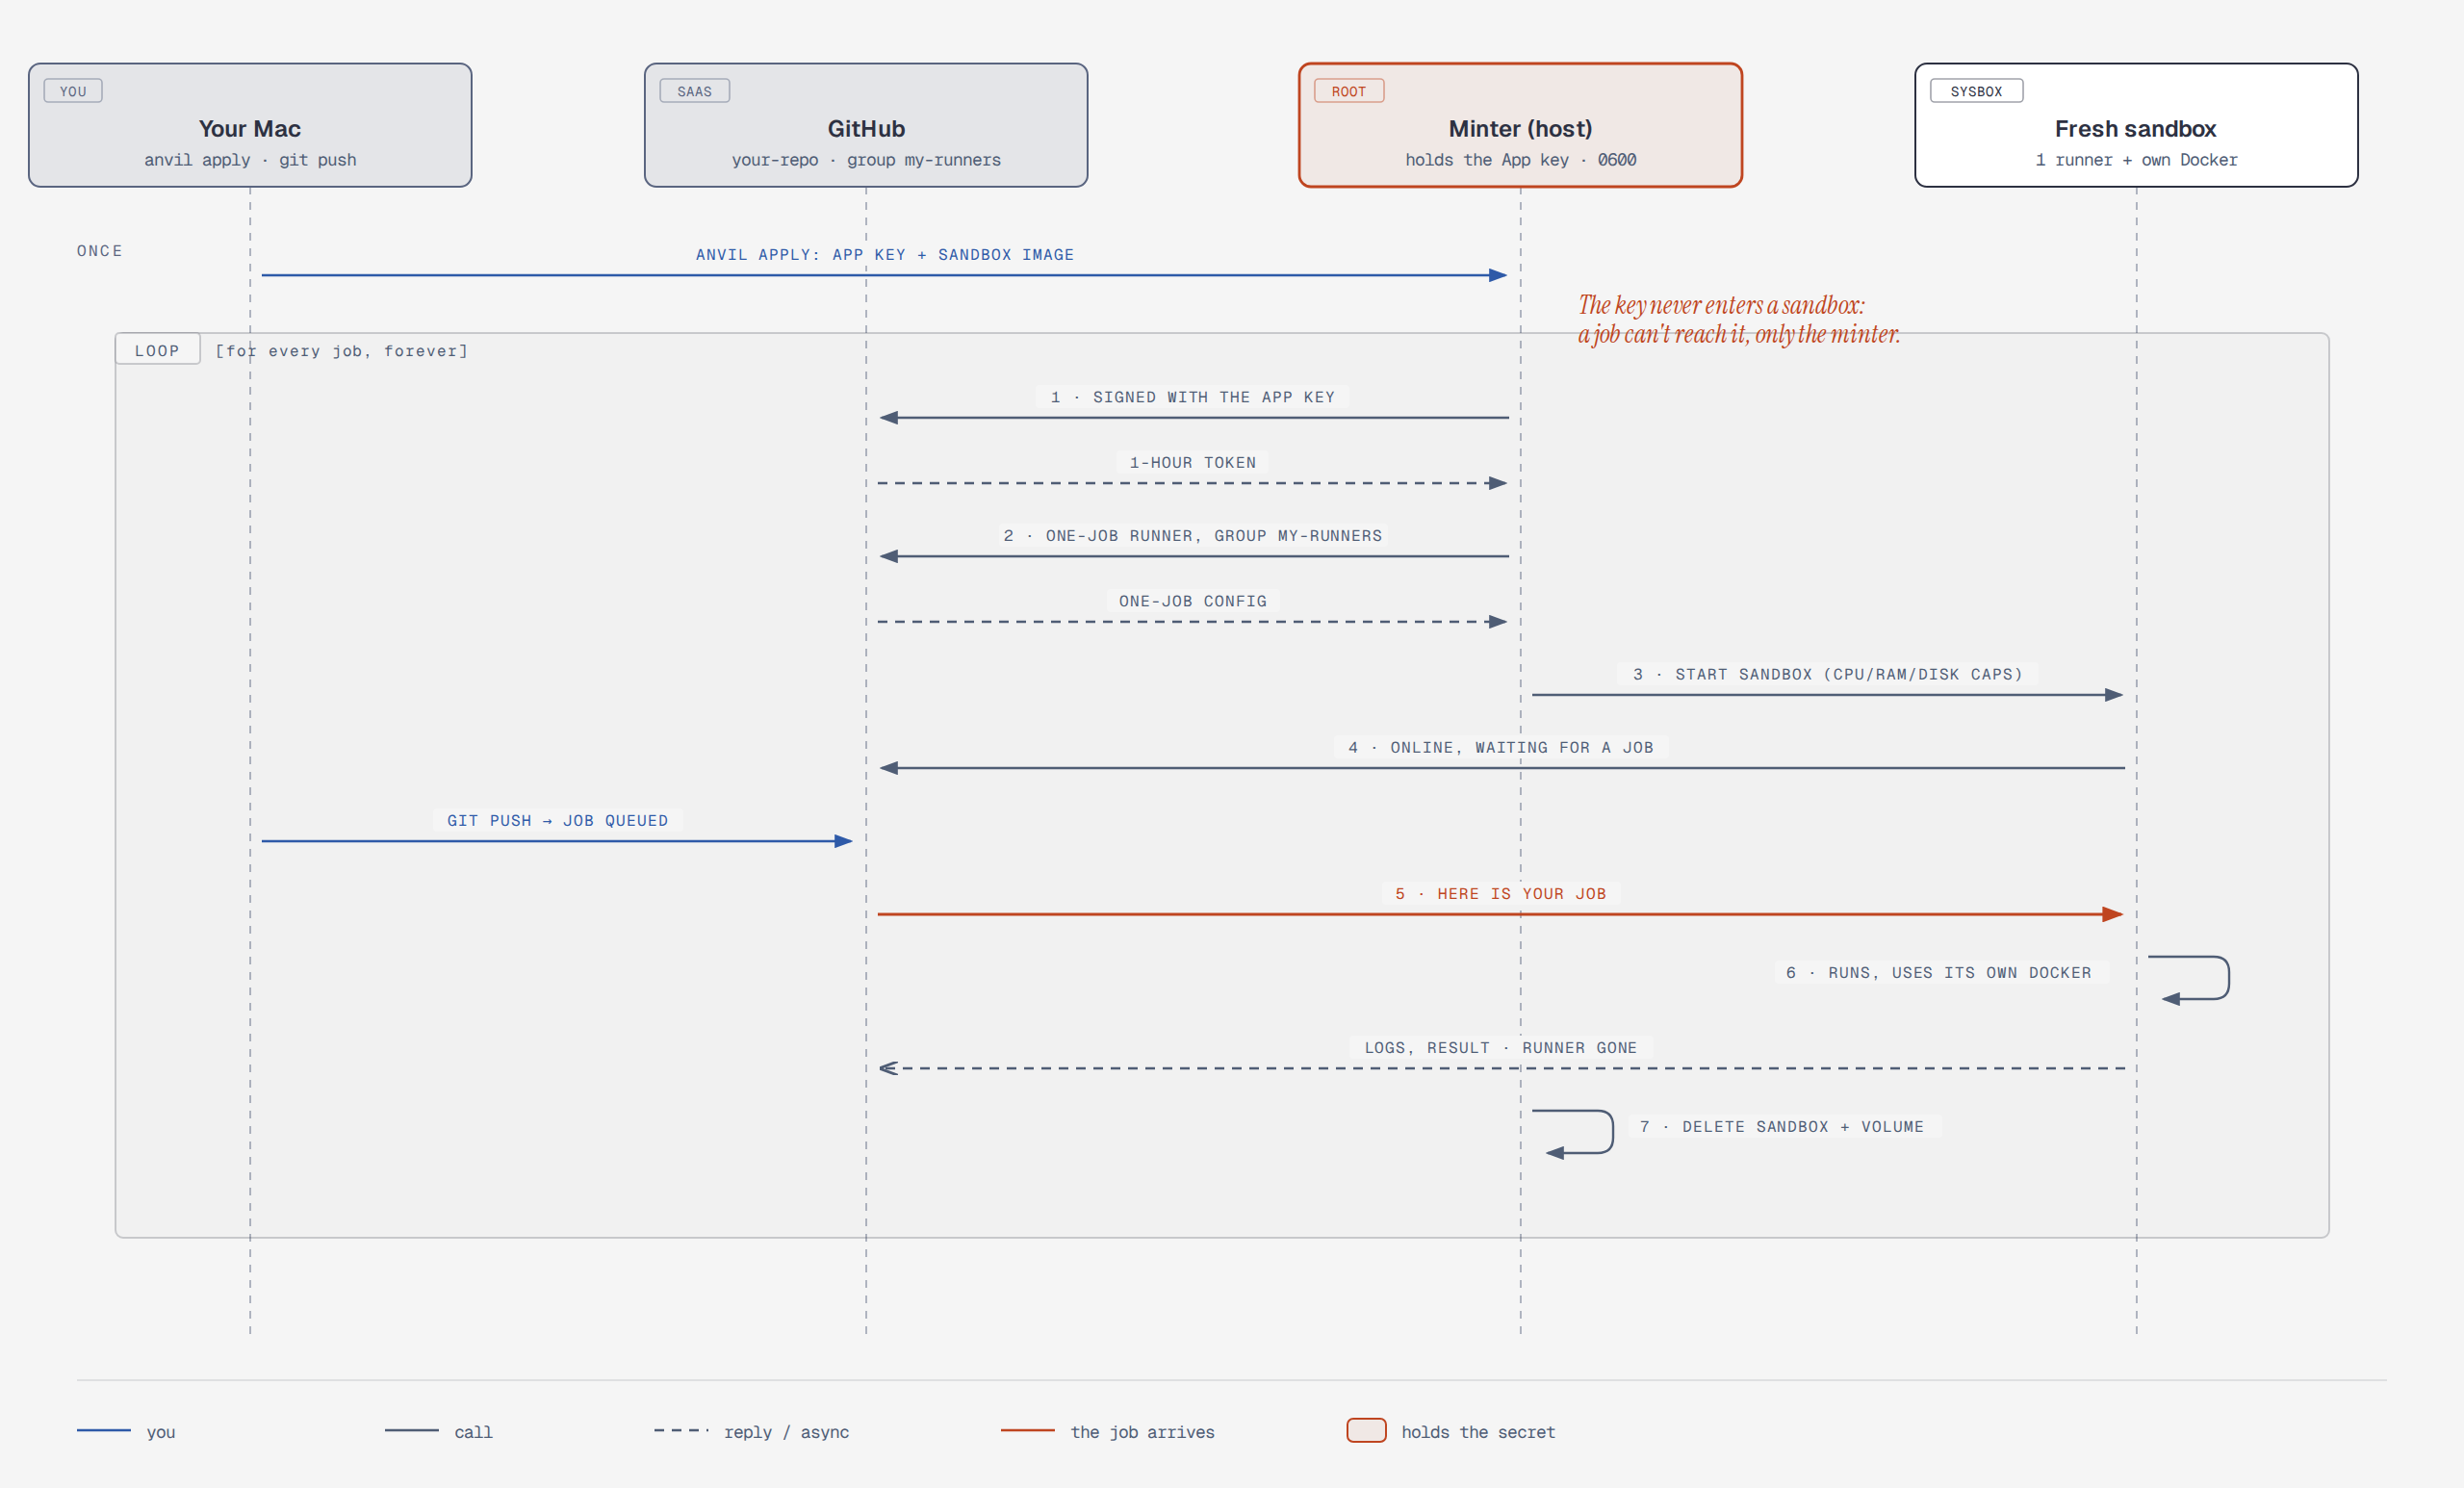 YOU
Your Mac
anvil apply · git push
SAAS
GitHub
your-repo · group my-runners
ROOT
Minter (host)
holds the App key · 0600
SYSBOX
Fresh sandbox
1 runner + own Docker
ONCE
ANVIL APPLY: APP KEY + SANDBOX IMAGE
The key never enters a sandbox:
a job can't reach it, only the minter.
LOOP
[for every job, forever]
1 · SIGNED WITH THE APP KEY
1-HOUR TOKEN
2 · ONE-JOB RUNNER, GROUP MY-RUNNERS
ONE-JOB CONFIG
3 · START SANDBOX (CPU/RAM/DISK CAPS)
4 · ONLINE, WAITING FOR A JOB
GIT PUSH → JOB QUEUED
5 · HERE IS YOUR JOB
6 · RUNS, USES ITS OWN DOCKER
LOGS, RESULT · RUNNER GONE
7 · DELETE SANDBOX + VOLUME
you
call
reply / async
the job arrives
holds the secret